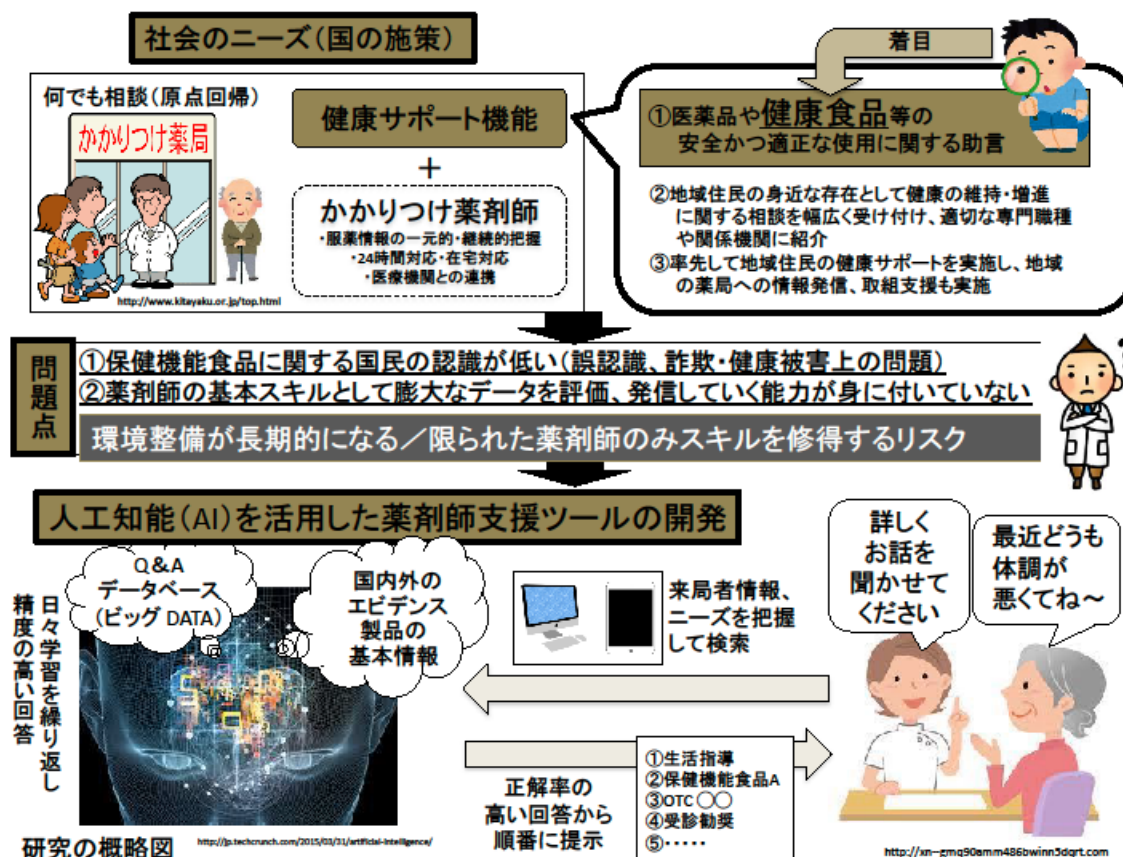 社会のニーズ(国の施策)
着目
何でも相談(原点回帰)
かかりつけ薬局
健康サポート機能
+
かかりつけ薬剤師
・服薬情報の一元的・継続的把握
・24時間対応・在宅対応
・医療機関との連携
http://www.kitayaku.or.jp/top.html
①医薬品や健康食品等の
安全かつ適正な使用に関する助言
②地域住民の身近な存在として健康の維持・増進
に関する相談を幅広く受け付け、適切な専門職種
や関係機関に紹介
③率先して地域住民の健康サポートを実施し、地域
の薬局への情報発信、取組支援も実施
問題点
①保健機能食品に関する国民の認識が低い(誤認識、詐欺・健康被害上の問題)
②薬剤師の基本スキルとして膨大なデータを評価、発信していく能力が身に付いていない
環境整備が長期的になる/限られた薬剤師のみスキルを修得するリスク
人工知能(AI)を活用した薬剤師支援ツールの開発
Q&A
データベース
(ビッグ DATA)
国内外の
エビデンス
製品の
基本情報
日々学習を繰り返し
精度の高い回答
来局者情報、
ニーズを把握
して検索
詳しく
お話を
聞かせて
ください
最近どうも
体調が
悪くてね～
正解率の
高い回答から
順番に提示
①生活指導
②保健機能食品A
③OTC 〇〇
④受診勧奨
⑤・・・・・
研究の概略図
http://jp.techcrunch.com/2015/03/31/artificial-intelligence/